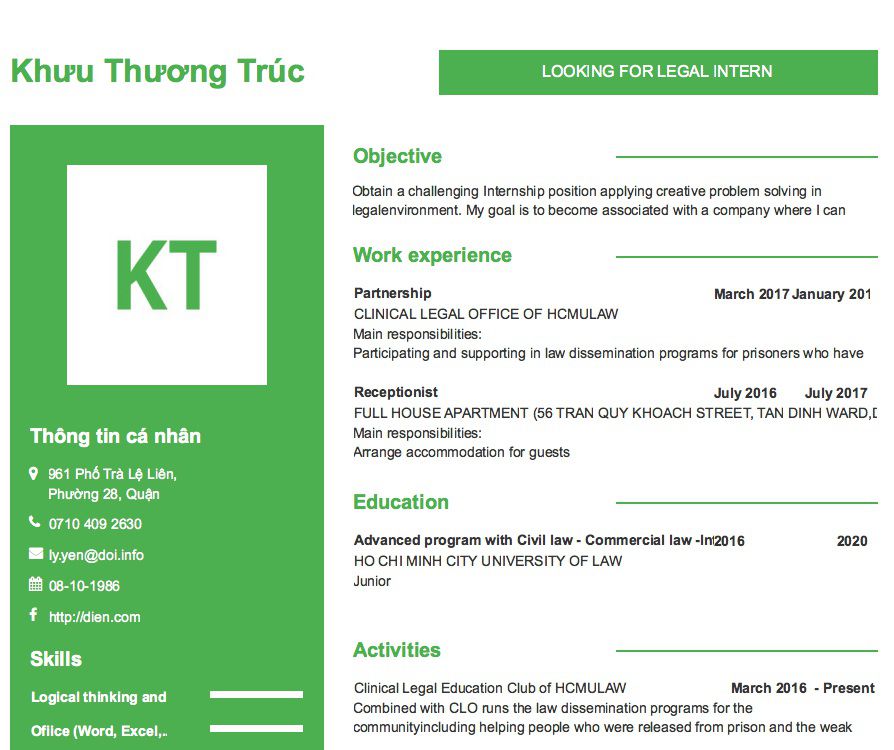 Khưu Thương Trúc
LOOKING FOR LEGAL INTERN
KT
Thông tin cá nhân
961 Phố Trà Lệ Liên,
Phường 28, Quận
0710 409 2630
ly.yen@doi.info
08-10-1986
http://dien.com
Skills
Logical thinking and
Office (Word, Excel,..
Objective
Obtain a challenging Internship position applying creative problem solving in
legalenvironment. My goal is to become associated with a company where I can
Work experience
Partnership March 2017 January 201
CLINICAL LEGAL OFFICE OF HCMULAW
Main responsibilities:
Participating and supporting in law dissemination programs for prisoners who have
Receptionist July 2016 July 2017
FULL HOUSE APARTMENT (56 TRAN QUY KHOACH STREET, TAN DINH WARD,D
Main responsibilities:
Arrange accommodation for guests
Education
Advanced program with Civil law - Commercial law -Int 2016 2020
HO CHI MINH CITY UNIVERSITY OF LAW
Junior
Activities
Clinical Legal Education Club of HCMULAW March 2016 - Present
Combined with CLO runs the law dissemination programs for the
communityincluding helping people who were released from prison and the weak